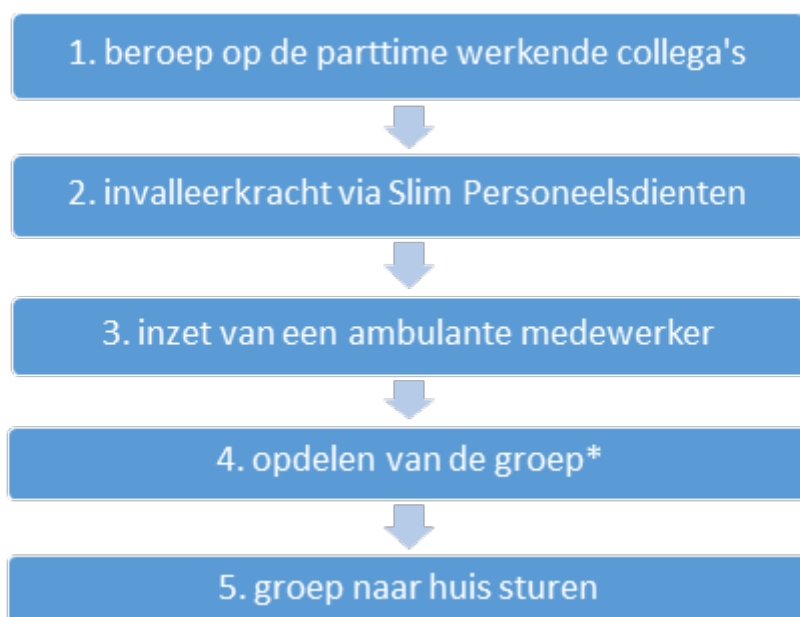 1. beroep op de parttime werkende collega's
2. invalleerkracht via Slim Personeelsdienten
3. inzet van een ambulante medewerker
4. opdelen van de groep*
5. groep naar huis sturen